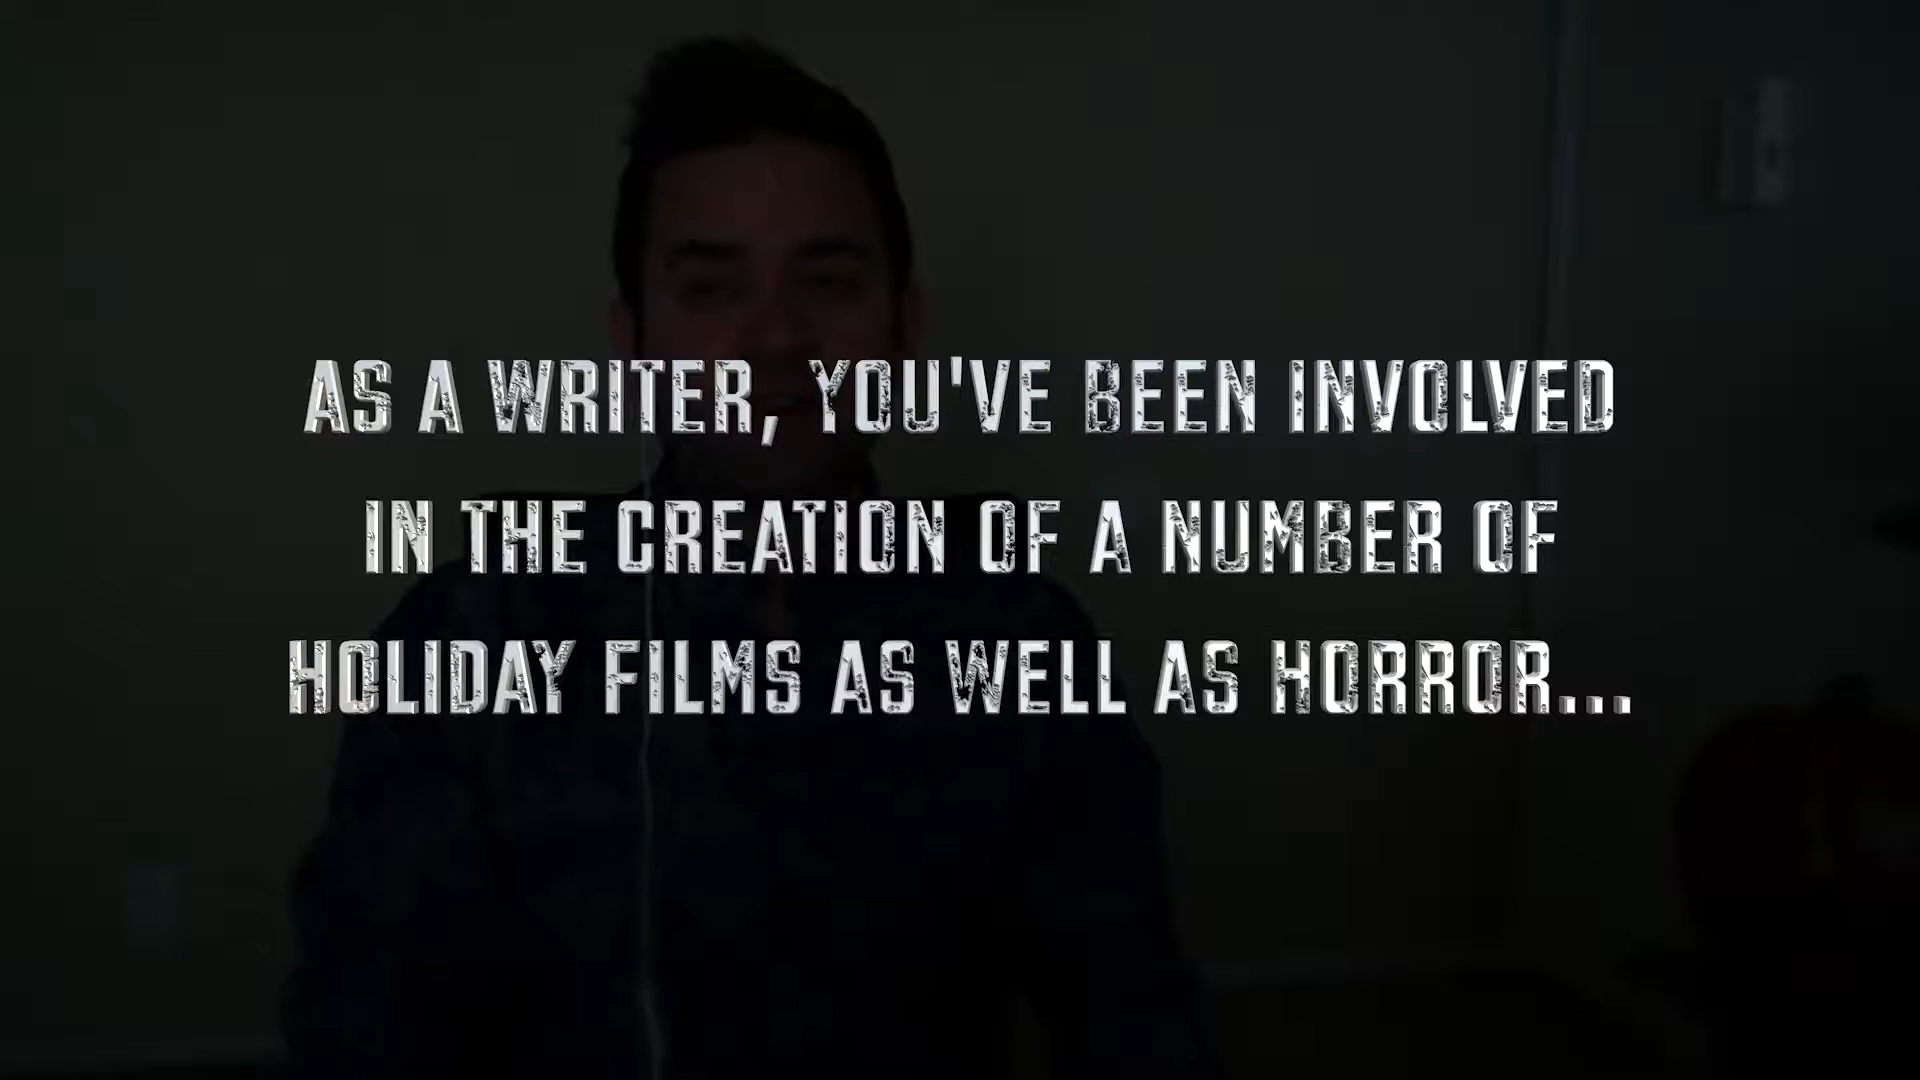 AS A WRITER, YOU'VE BEEN INVOLVED
IN THE CREATION OF A NUMBER OF
HOLIDAY FILMS AS WELL AS HORROR...